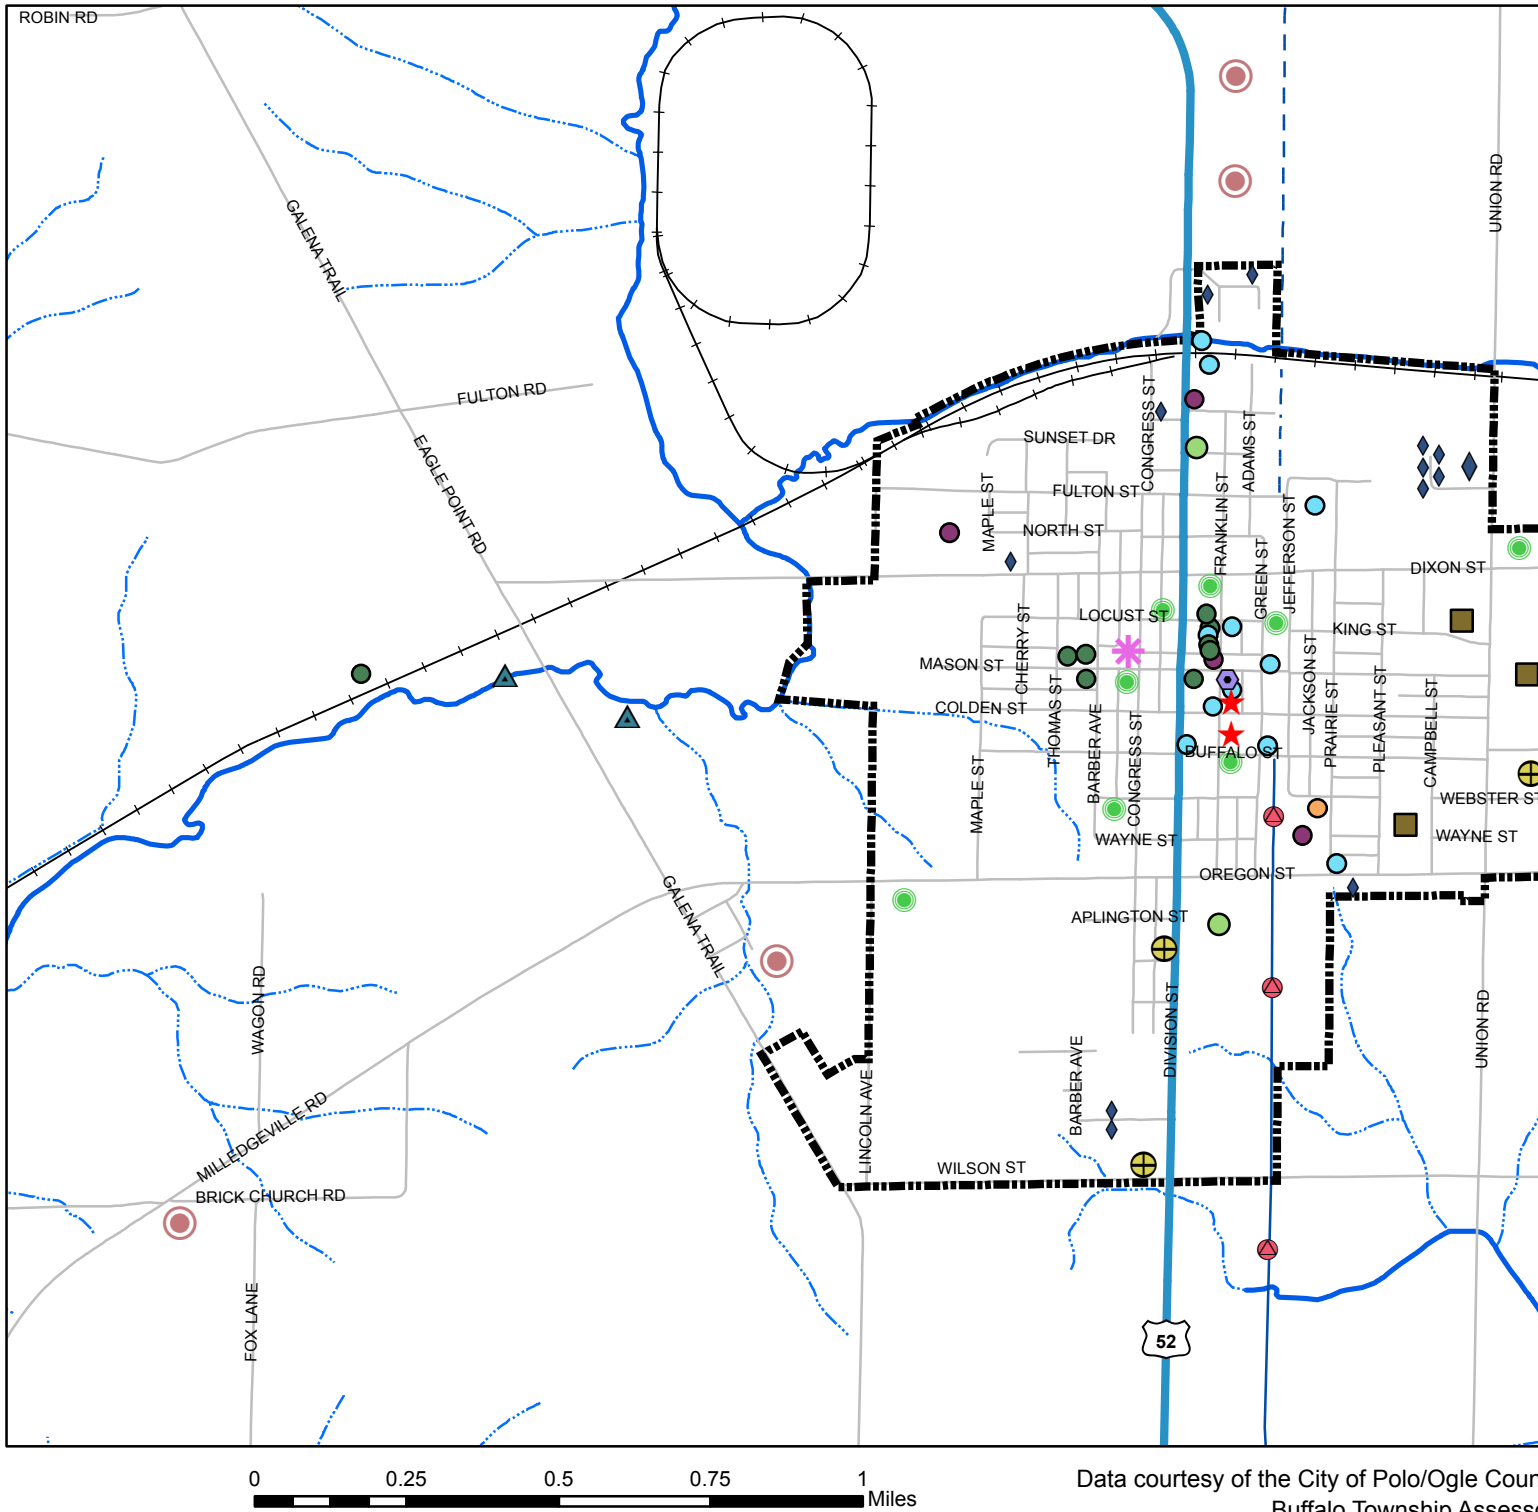 ROBIN RD
UNION RD
GALENA TRAIL
FULTON RD
CONGRESS ST
ADAMS ST
SUNSET DR
EAGLE POINT RD
MAPLE ST
FULTON ST
FRANKLIN ST
JEFFERSON ST
NORTH ST
GREEN ST
DIXON ST
LOCUST ST
CHERRY ST
KING ST
MASON ST
JACKSON ST
PRAIRIE ST
PLEASANT ST
CAMPBELL ST
THOMAS ST
COLDEN ST
BARBER AVE
CONGRESS ST
BUFFALO ST
MAPLE ST
WEBSTER ST
WAYNE ST
WAYNE ST
OREGON ST
GALENA TRAIL
APLINGTON ST
WAGON RD
DIVISION ST
UNION RD
BARBER AVE
LINCOLN AVE
MILLEDGEVILLE RD
WILSON ST
BRICK CHURCH RD
FOX LANE
52
0 0.25 0.5 0.75 1
Miles
Data courtesy of the City of Polo/Ogle Coun
Buffalo Township Assess